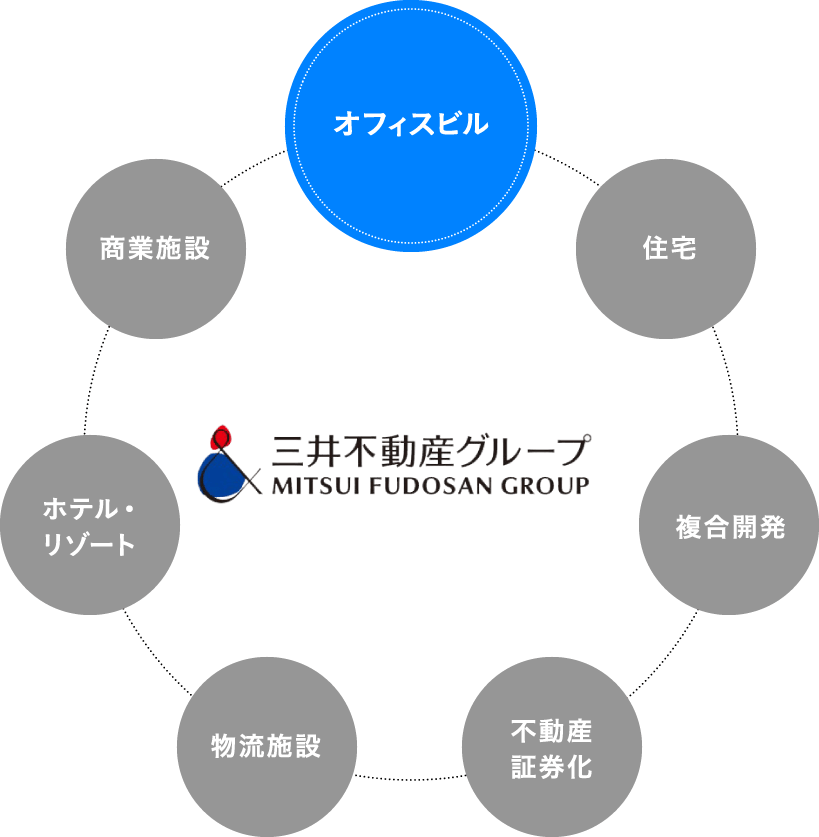 オフィスビル
商業施設
住宅
三井不動産グループ
MITSUI FUDOSAN GROUP
ホテル・
リゾート
複合開発
物流施設
不動産
証券化